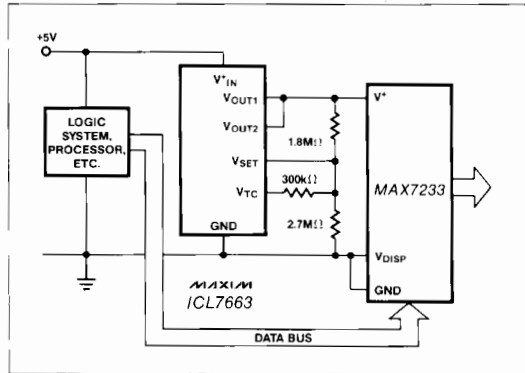 +5V
LOGIC
SYSTEM,
PROCESSOR,
ETC.
V+IN
VOUT1
VOUT2
VSET
VTC
GND
1.8MΩ
300kΩ
2.7MΩ
V+
MAX7233
VDISP
GND
MAXIM
ICL7663
DATA BUS